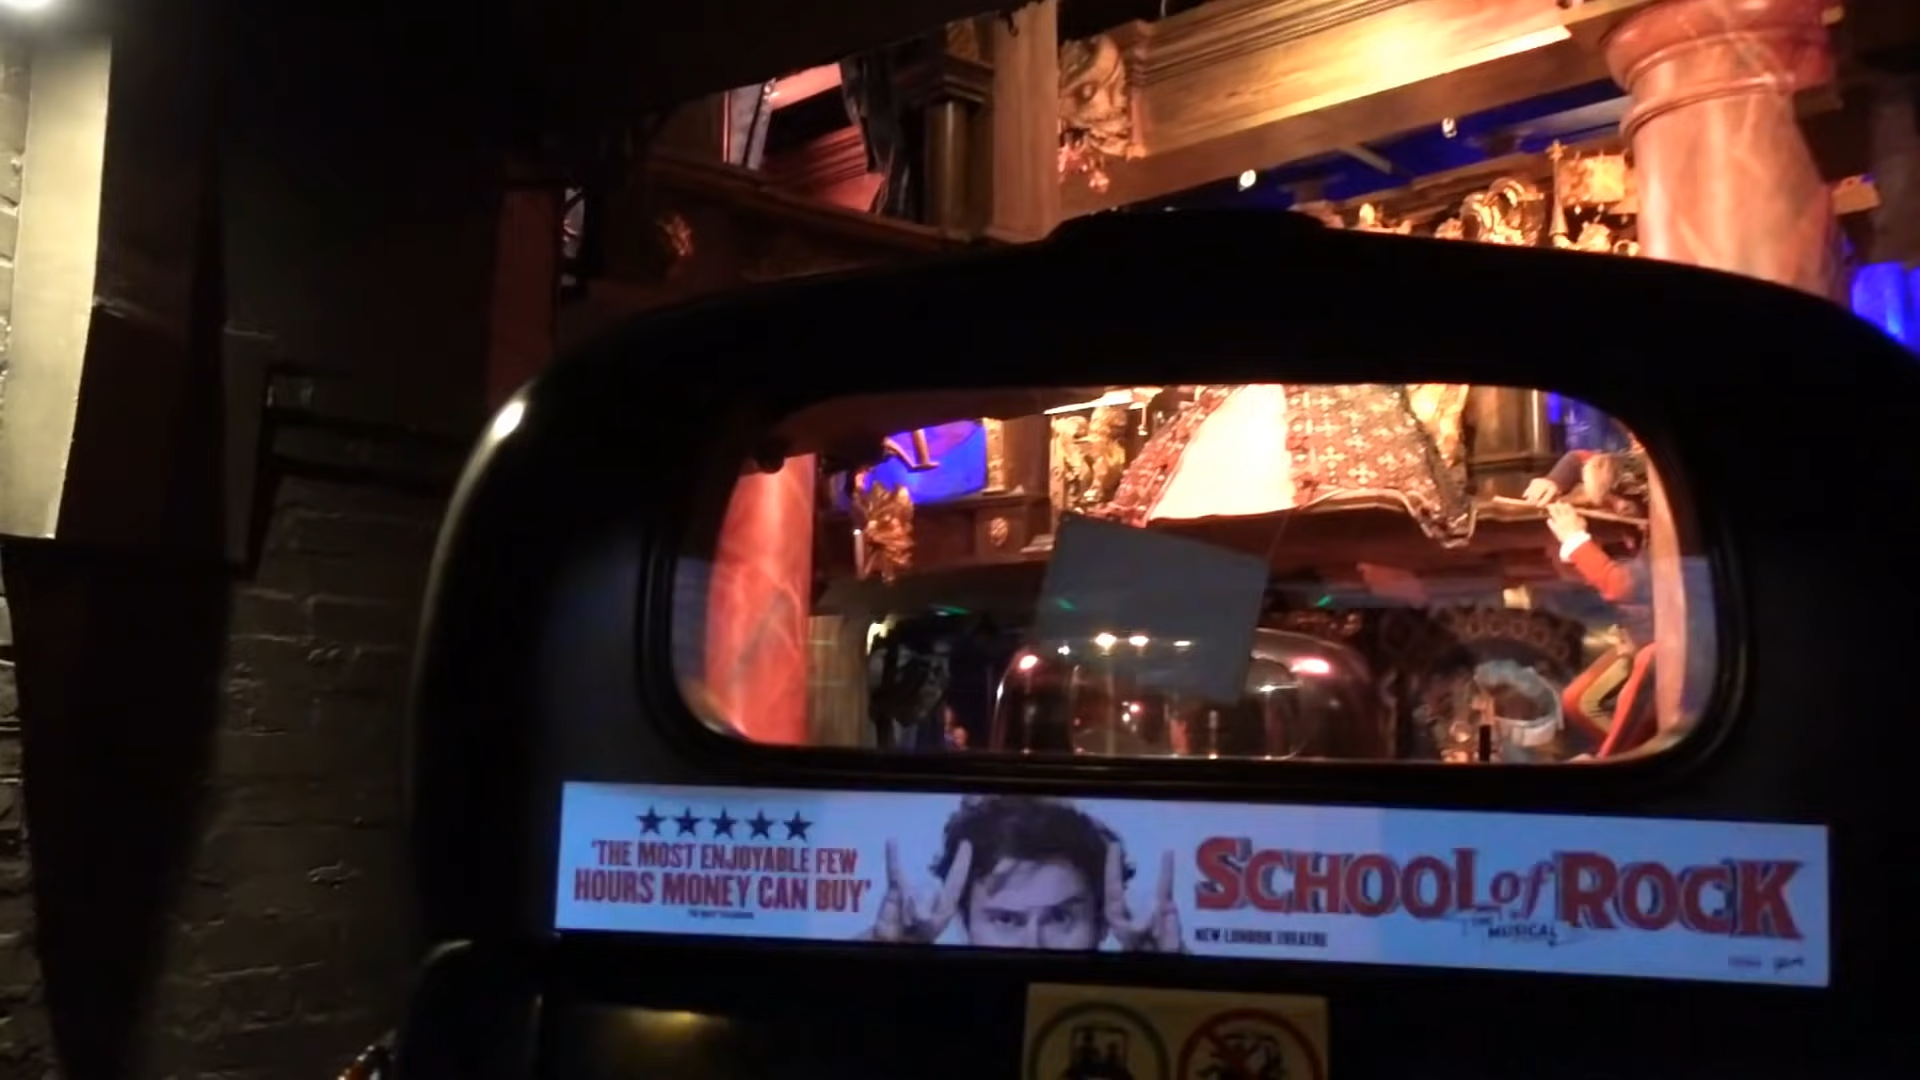 'THE MOST ENJOYABLE FEW
HOURS MONEY CAN BUY'
SCHOOL of ROCK
THE
MUSICAL
NEW LONDON THEATRE